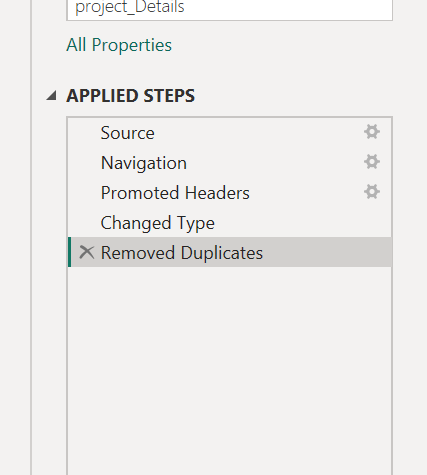 project_Details
All Properties
APPLIED STEPS
Source
Navigation
Promoted Headers
Changed Type
Removed Duplicates